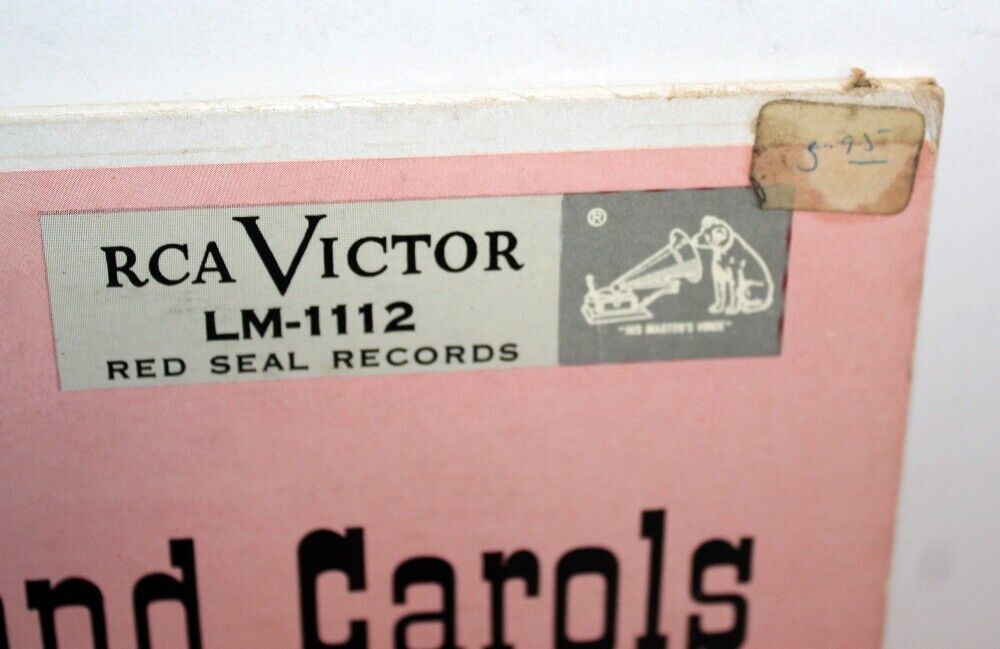 5.95
RCA VICTOR
LM-1112
RED SEAL RECORDS
®
"HIS MASTER'S VOICE"
and Carols